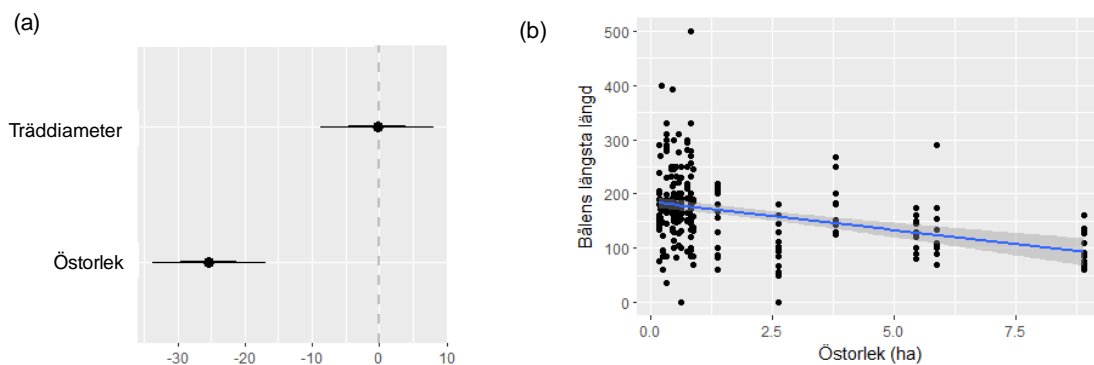 (a)
Träddiameter
Östorlek
-30
-20
-10
0
10
(b)
Bålens längsta längd
500
400
300
200
100
0
0.0
2.5
5.0
7.5
Östorlek (ha)